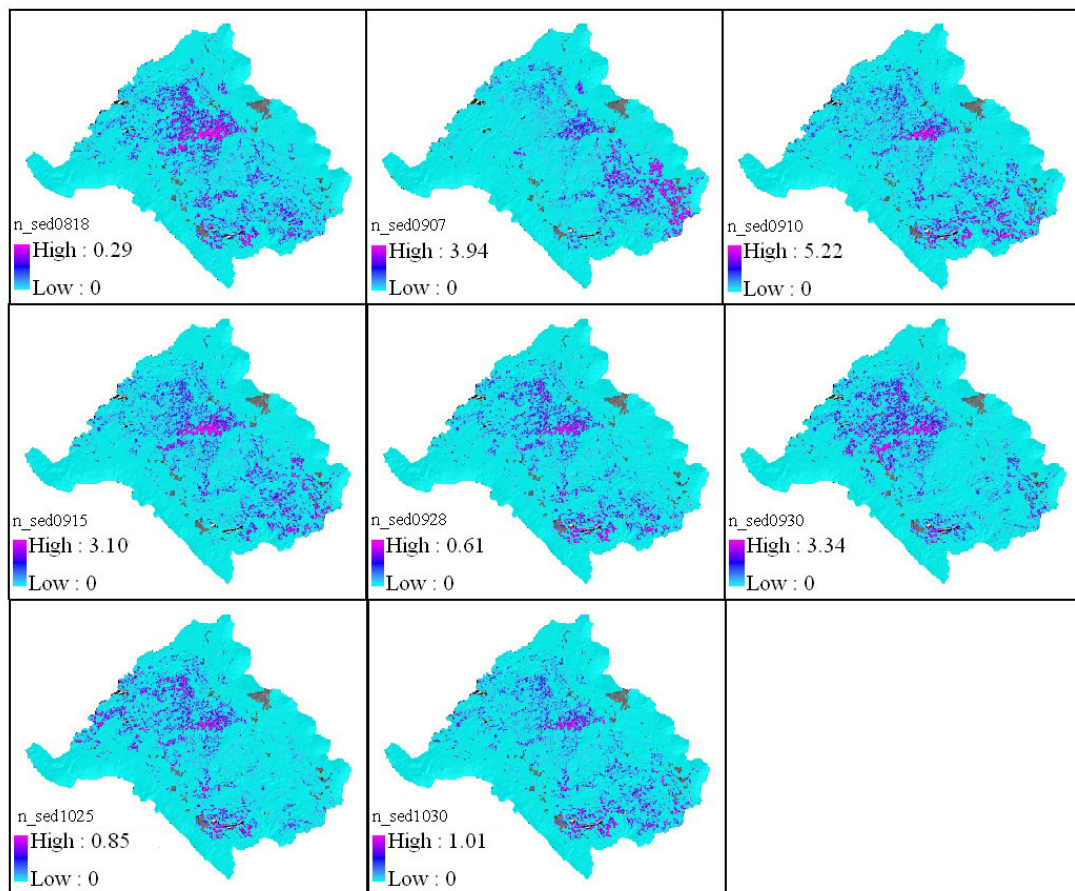 n_sed0818
High : 0.29
Low : 0
n_sed0907
High : 3.94
Low : 0
n_sed0910
High : 5.22
Low : 0
n_sed0915
High : 3.10
Low : 0
n_sed0928
High : 0.61
Low : 0
n_sed0930
High : 3.34
Low : 0
n_sed1025
High : 0.85
Low : 0
n_sed1030
High : 1.01
Low : 0